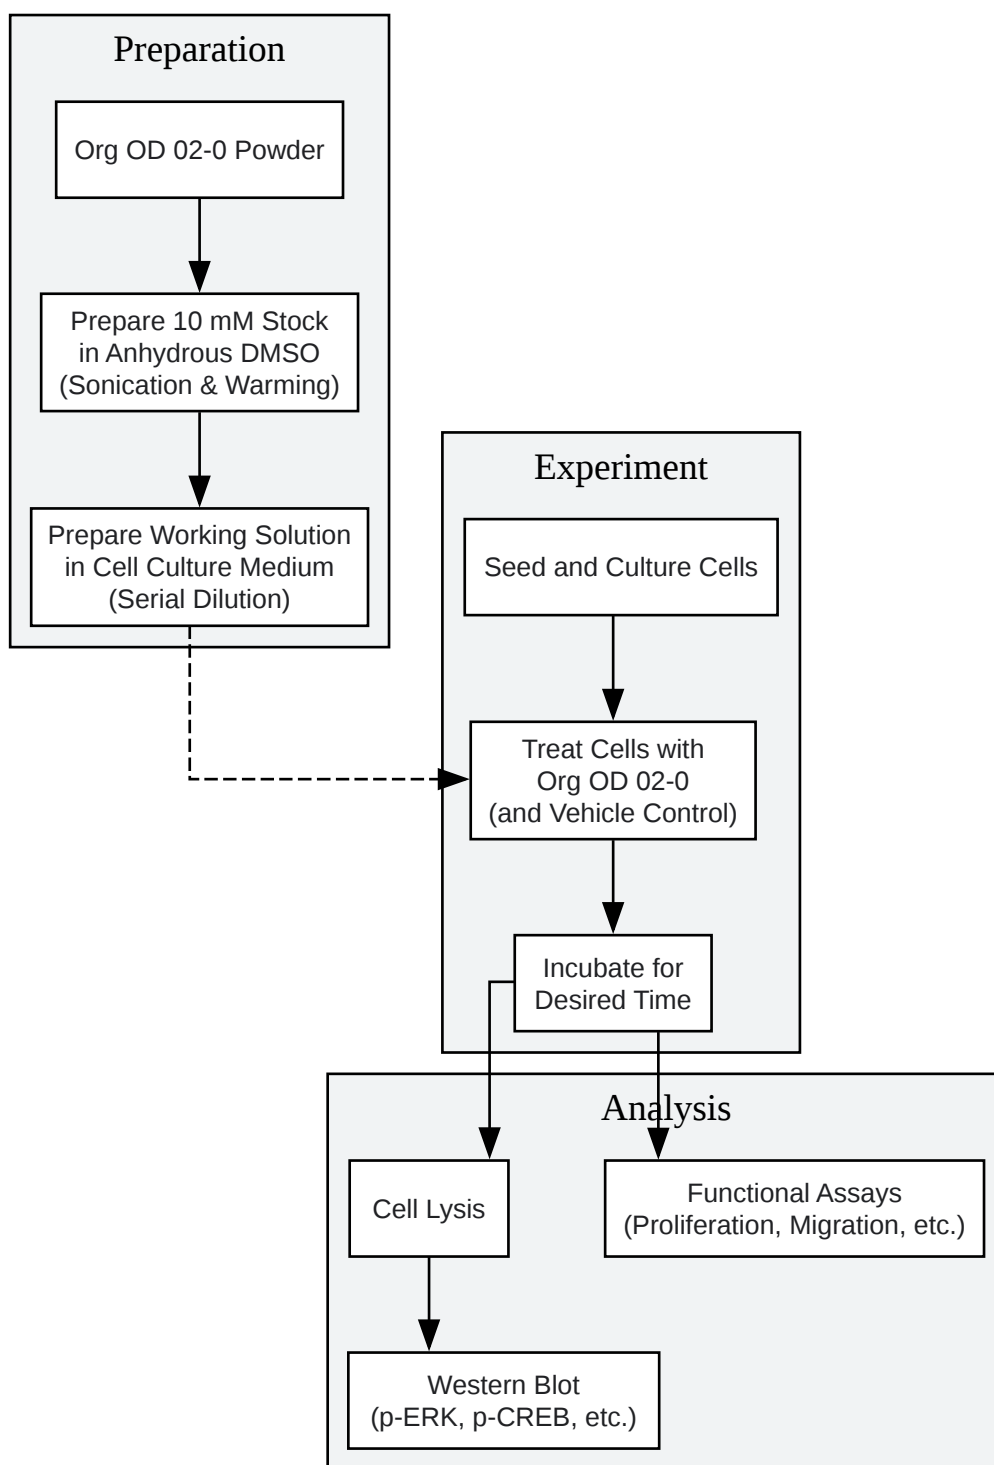 Preparation
Org OD 02-0 Powder
Prepare 10 mM Stock
in Anhydrous DMSO
(Sonication & Warming)
Prepare Working Solution
in Cell Culture Medium
(Serial Dilution)
Experiment
Seed and Culture Cells
Treat Cells with
Org OD 02-0
(and Vehicle Control)
Incubate for
Desired Time
Analysis
Cell Lysis
Functional Assays
(Proliferation, Migration, etc.)
Western Blot
(p-ERK, p-CREB, etc.)